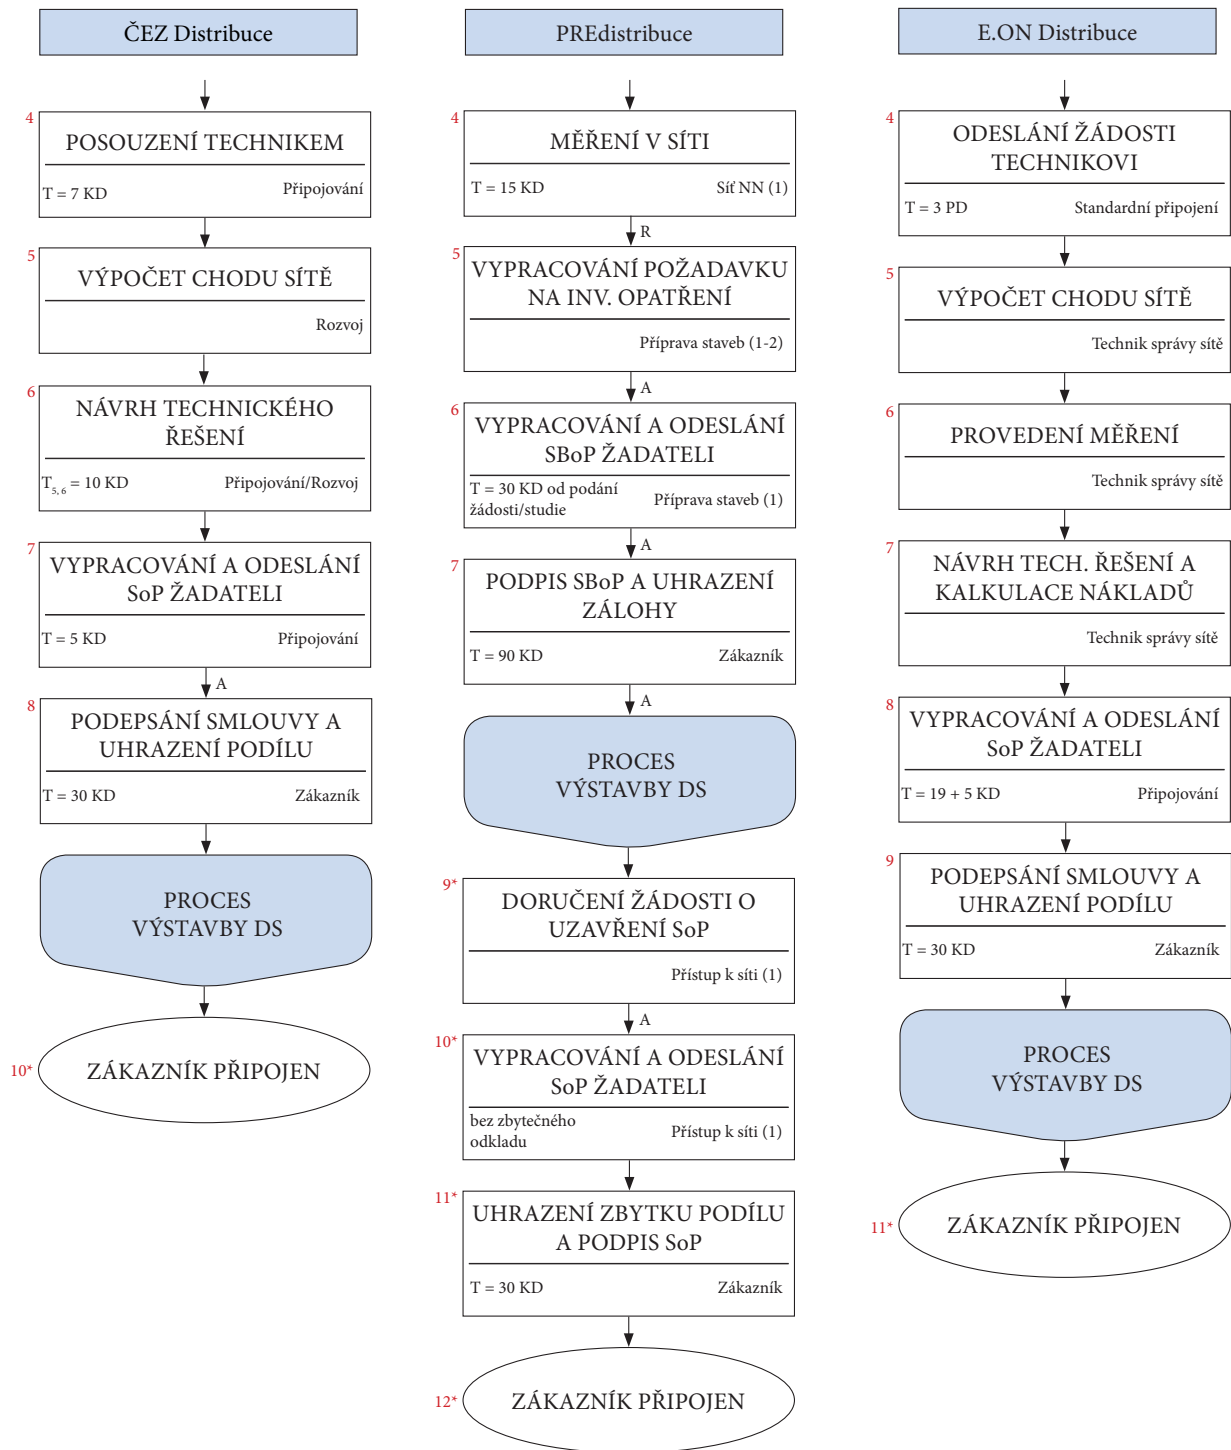 ČEZ Distribuce
4
POSOUZENÍ TECHNIKEM
T = 7 KD
Připojování
5
VÝPOČET CHODU SÍTĚ
Rozvoj
6
NÁVRH TECHNICKÉHO
ŘEŠENÍ
T5, 6 = 10 KD
Připojování/Rozvoj
7
VYPRACOVÁNÍ A ODESLÁNÍ
SoP ŽADATELI
T = 5 KD
Připojování
A
8
PODEPSÁNÍ SMLOUVY A
UHRAZENÍ PODÍLU
T = 30 KD
Zákazník
PROCES
VÝSTAVBY DS
10*
ZÁKAZNÍK PŘIPOJEN
PREdistribuce
4
MĚŘENÍ V SÍTI
T = 15 KD
Síť NN (1)
R
5
VYPRACOVÁNÍ POŽADAVKU
NA INV. OPATŘENÍ
Příprava staveb (1-2)
A
6
VYPRACOVÁNÍ A ODESLÁNÍ
SBoP ŽADATELI
T = 30 KD od podání
žádosti/studie
Příprava staveb (1)
A
7
PODPIS SBoP A UHRAZENÍ
ZÁLOHY
T = 90 KD
Zákazník
A
PROCES
VÝSTAVBY DS
9*
DORUČENÍ ŽÁDOSTI O
UZAVŘENÍ SoP
Přístup k síti (1)
A
10*
VYPRACOVÁNÍ A ODESLÁNÍ
SoP ŽADATELI
bez zbytečného
odkladu
Přístup k síti (1)
11*
UHRAZENÍ ZBYTKU PODÍLU
A PODPIS SoP
T = 30 KD
Zákazník
12*
ZÁKAZNÍK PŘIPOJEN
E.ON Distribuce
4
ODESLÁNÍ ŽÁDOSTI
TECHNIKOVI
T = 3 PD
Standardní připojení
5
VÝPOČET CHODU SÍTĚ
Technik správy sítě
6
PROVEDENÍ MĚŘENÍ
Technik správy sítě
7
NÁVRH TECH. ŘEŠENÍ A
KALKULACE NÁKLADŮ
Technik správy sítě
8
VYPRACOVÁNÍ A ODESLÁNÍ
SoP ŽADATELI
T = 19 + 5 KD
Připojování
9
PODEPSÁNÍ SMLOUVY A
UHRAZENÍ PODÍLU
T = 30 KD
Zákazník
PROCES
VÝSTAVBY DS
11*
ZÁKAZNÍK PŘIPOJEN